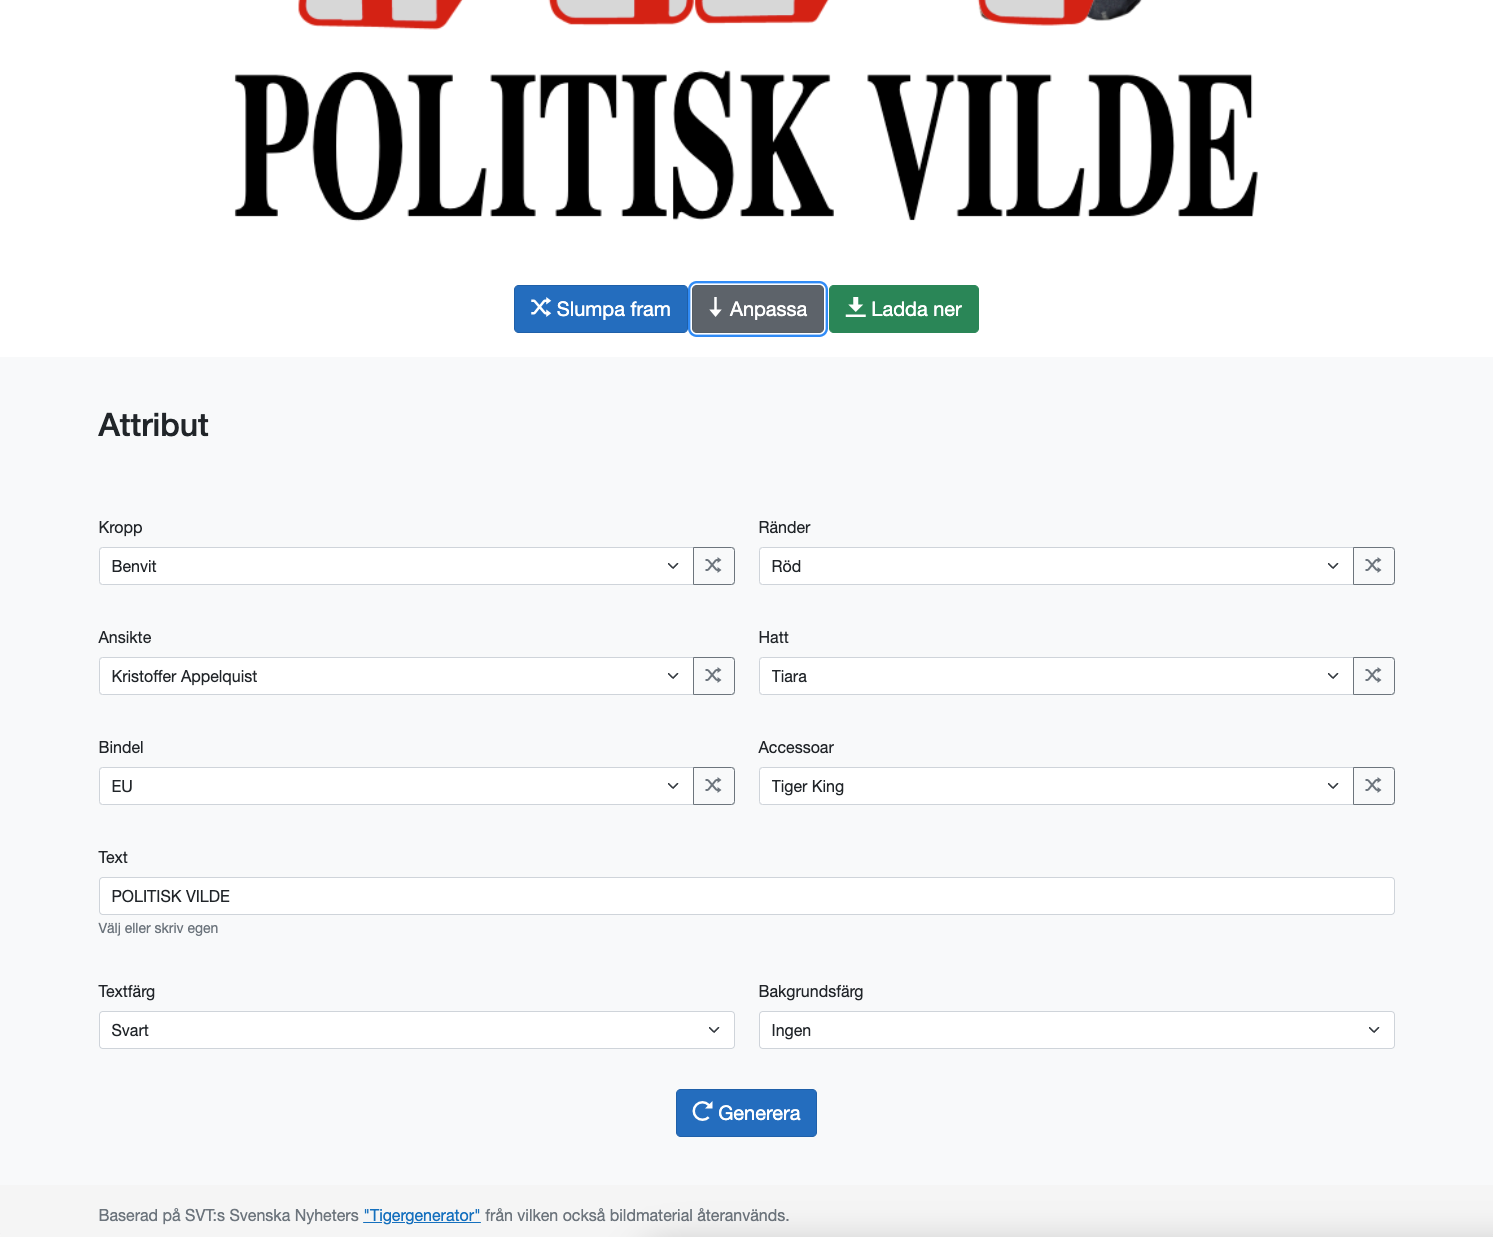 POLITISK VILDE
Slumpa fram
Anpassa
Ladda ner
Attribut
Kropp
Ränder
Benvit
Röd
Ansikte
Hatt
Kristoffer Appelquist
Tiara
Bindel
Accessoar
EU
Tiger King
Text
POLITISK VILDE
Välj eller skriv egen
Textfärg
Bakgrundsfärg
Svart
Ingen
Generera
Baserad på SVT:s Svenska Nyheters "Tigergenerator" från vilken också bildmaterial återanvänds.